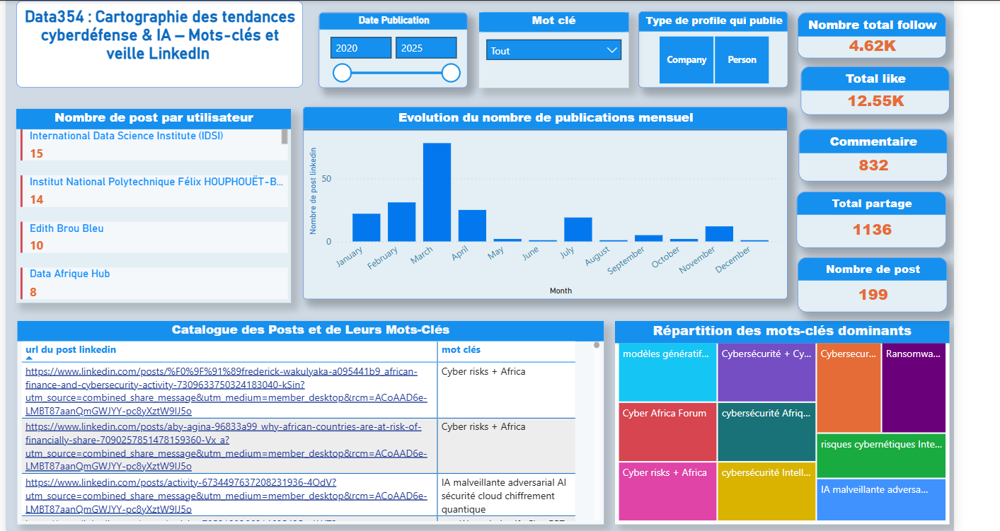 Data354 : Cartographie des tendances
cyberdéfense & IA – Mots-clés et
veille LinkedIn
Date Publication
2020
2025
Mot clé
Tout
Type de profile qui publie
Company
Person
Nombre total follow
4.62K
Total like
12.55K
Commentaire
832
Total partage
1136
Nombre de post
199
Nombre de post par utilisateur
International Data Science Institute (IDSI)
15
Institut National Polytechnique Félix HOUPHOUËT-B...
14
Edith Brou Bleu
10
Data Afrique Hub
8
Evolution du nombre de publications mensuel
Nombre de post linkedin
50
0
January
February
March
April
May
June
July
August
September
October
November
December
Month
Catalogue des Posts et de Leurs Mots-Clés
url du post linkedin
mot clés
https://www.linkedin.com/posts/%F0%9F%91%89frederick-wakulyaka-a095441b9_african-
finance-and-cybersecurity-activity-7309633750324183040-kSin?
utm_source=combined_share_message&utm_medium=member_desktop&rcm=ACoAAD6e-
LMBT87aanQmGWJYY-pc8yXztW9IJ5o
Cyber risks + Africa
https://www.linkedin.com/posts/aby-agina-96833a99_why-african-countries-are-at-risk-of-
financially-share-7090257851478159360-Vx_a?
utm_source=combined_share_message&utm_medium=member_desktop&rcm=ACoAAD6e-
LMBT87aanQmGWJYY-pc8yXztW9IJ5o
Cyber risks + Africa
https://www.linkedin.com/posts/activity-6734497637208231936-4OdV?
utm_source=combined_share_message&utm_medium=member_desktop&rcm=ACoAAD6e-
LMBT87aanQmGWJYY-pc8yXztW9IJ5o
IA malveillante adversarial AI
sécurité cloud chiffrement
quantique
Répartition des mots-clés dominants
modèles génératif...
Cybersécurité + Cy...
Cybersecur...
Ransomwa...
Cyber Africa Forum
cybersécurité Afriq...
risques cybernétiques Inte...
Cyber risks + Africa
cybersécurité Intell...
IA malveillante adversa...